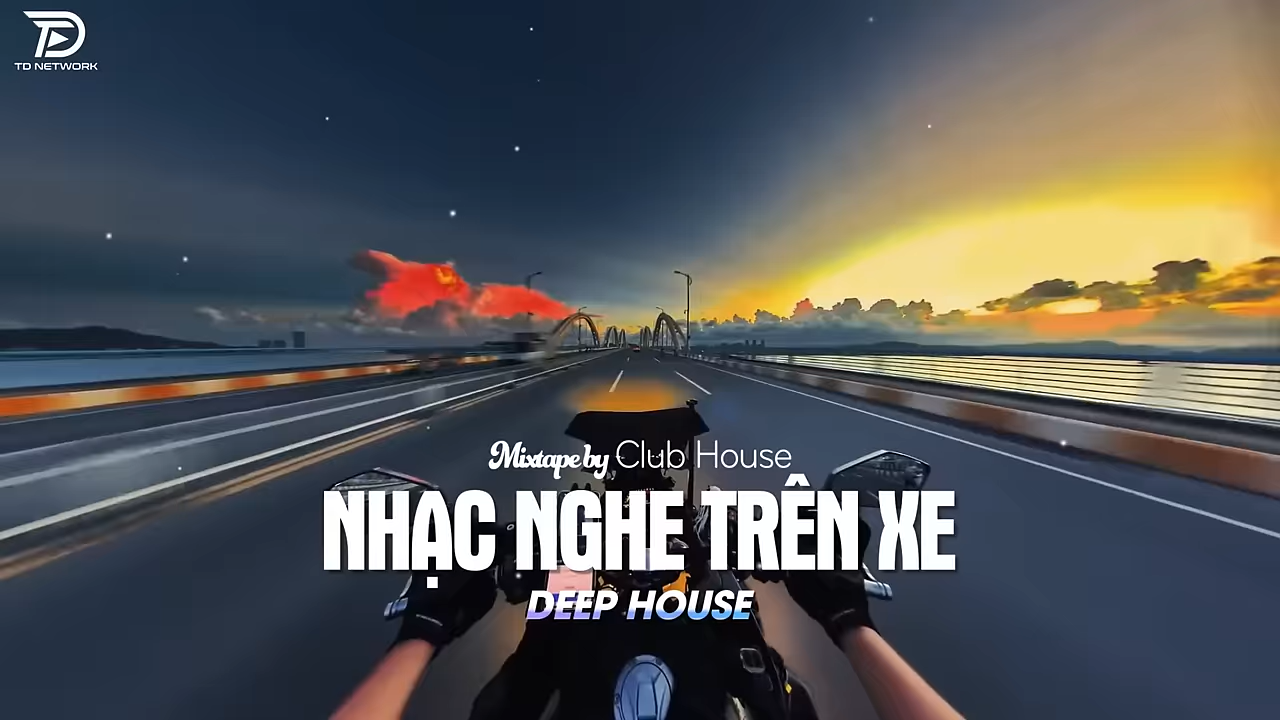 TD NETWORK
Mixtape by Club House
NHẠC NGHE TRÊN XE
DEEP HOUSE